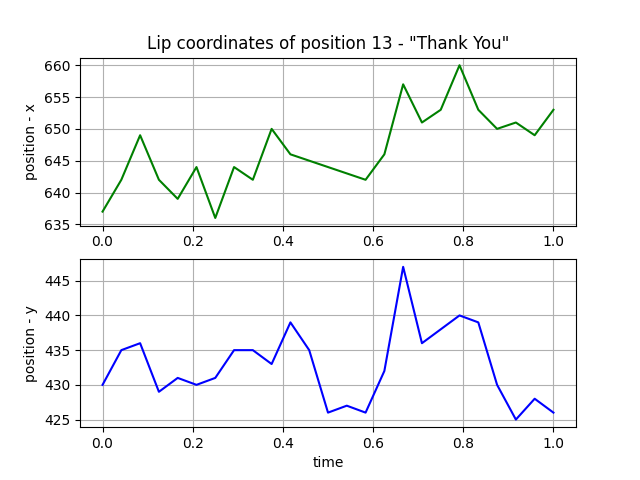 Lip coordinates of position 13 - "Thank You"
660
655
650
645
640
635
position - x
0.0 0.2 0.4 0.6 0.8 1.0
445
440
435
430
425
position - y
0.0 0.2 0.4 0.6 0.8 1.0
time